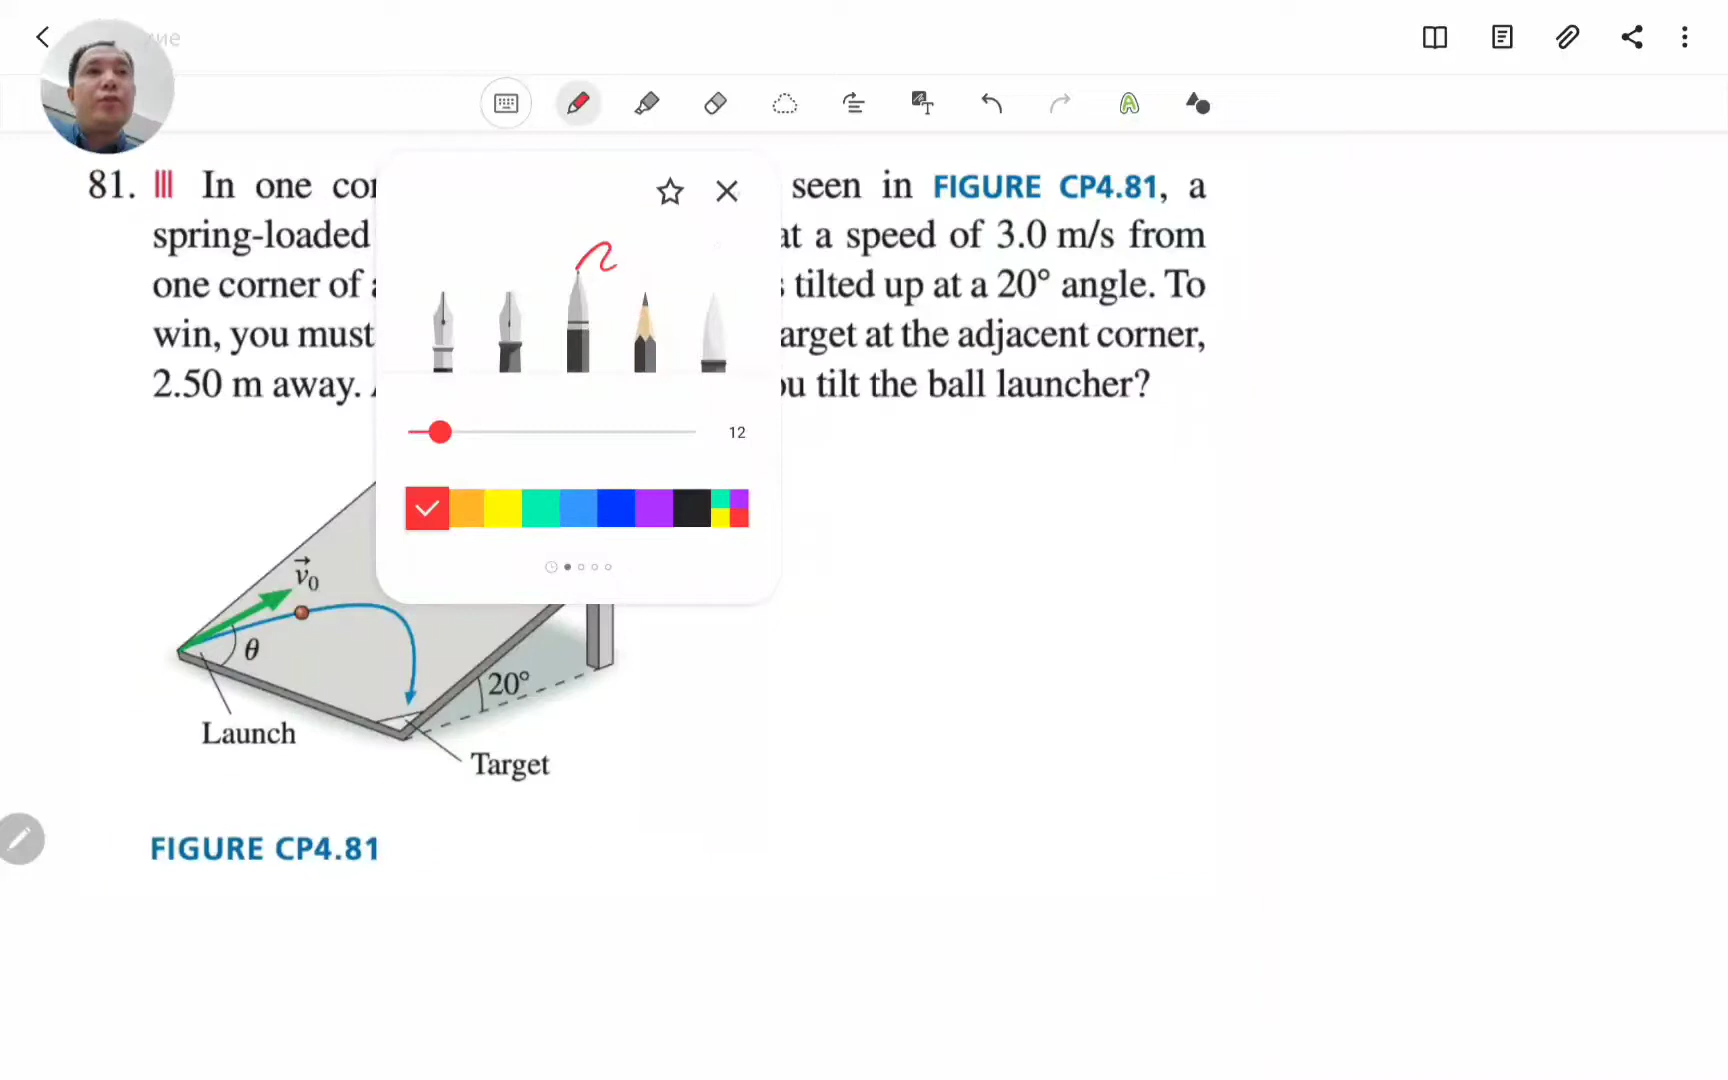 81. In one con seen in FIGURE CP4.81, a
spring-loaded at a speed of 3.0 m/s from
one corner of tilted up at a 20° angle. To
win, you must arget at the adjacent corner,
2.50 m away. ou tilt the ball launcher?
12
v0
θ
20°
Launch
Target
FIGURE CP4.81